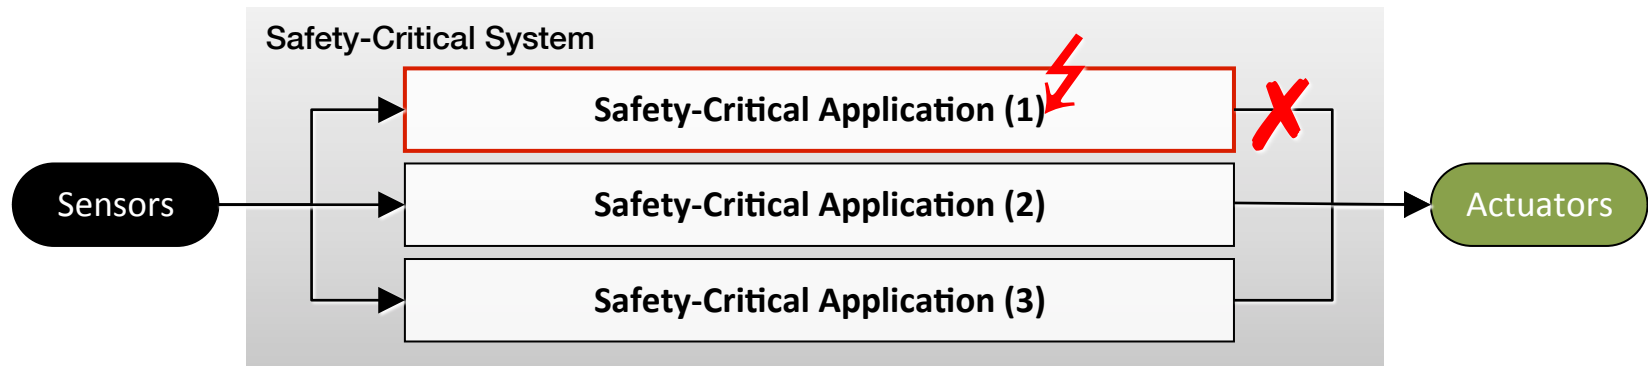 Safety-Critical System
Safety-Critical Application (1)
Sensors
Safety-Critical Application (2)
Actuators
Safety-Critical Application (3)